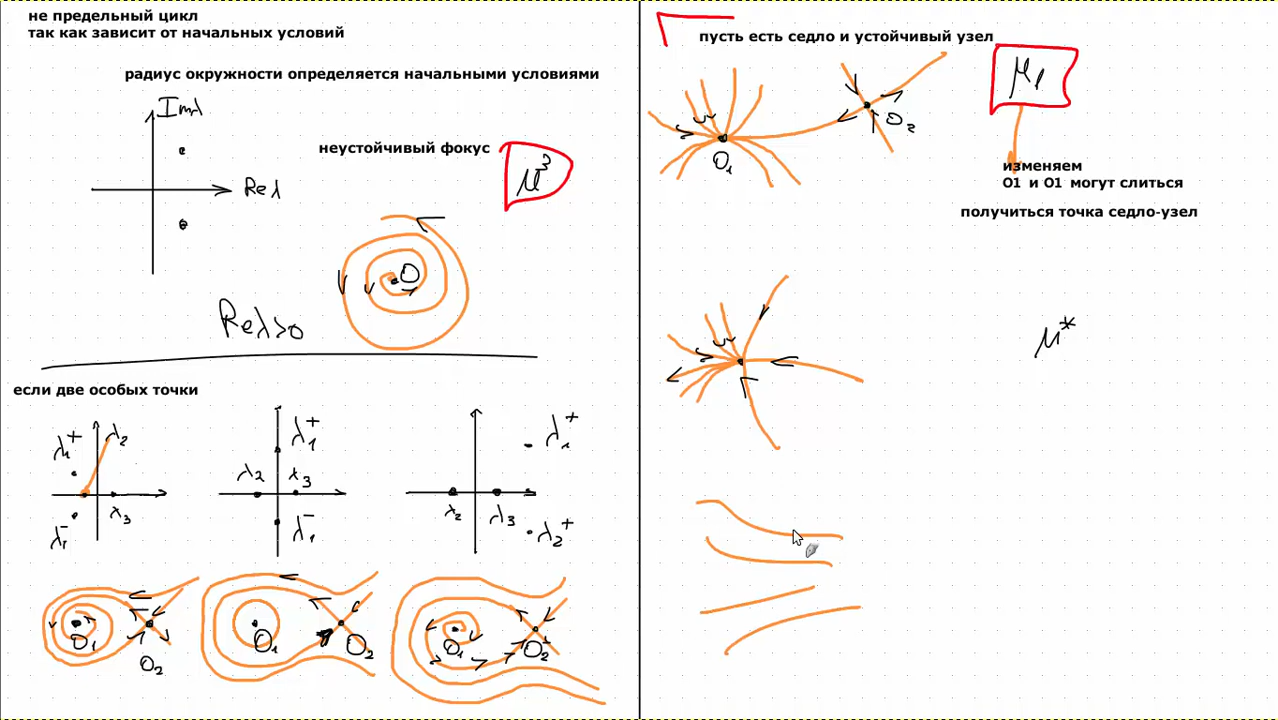 не предельный цикл
так как зависит от начальных условий
радиус окружности определяется начальными условиями
Imλ
Reλ
неустойчивый фокус
μ³
O
Reλ>0
если две особых точки
λ₁⁺
λ₂
λ₃
λ₁⁻
λ₁⁺
λ₂
λ₃
λ₁⁻
λ₁⁺
λ₂
λ₃
λ₂⁺
O₁
O₂
O₁
O₂
O₁
O₂
пусть есть седло и устойчивый узел
μ₁
O₁
O₂
изменяем
O1 и O1 могут слиться
получиться точка седло-узел
μ*